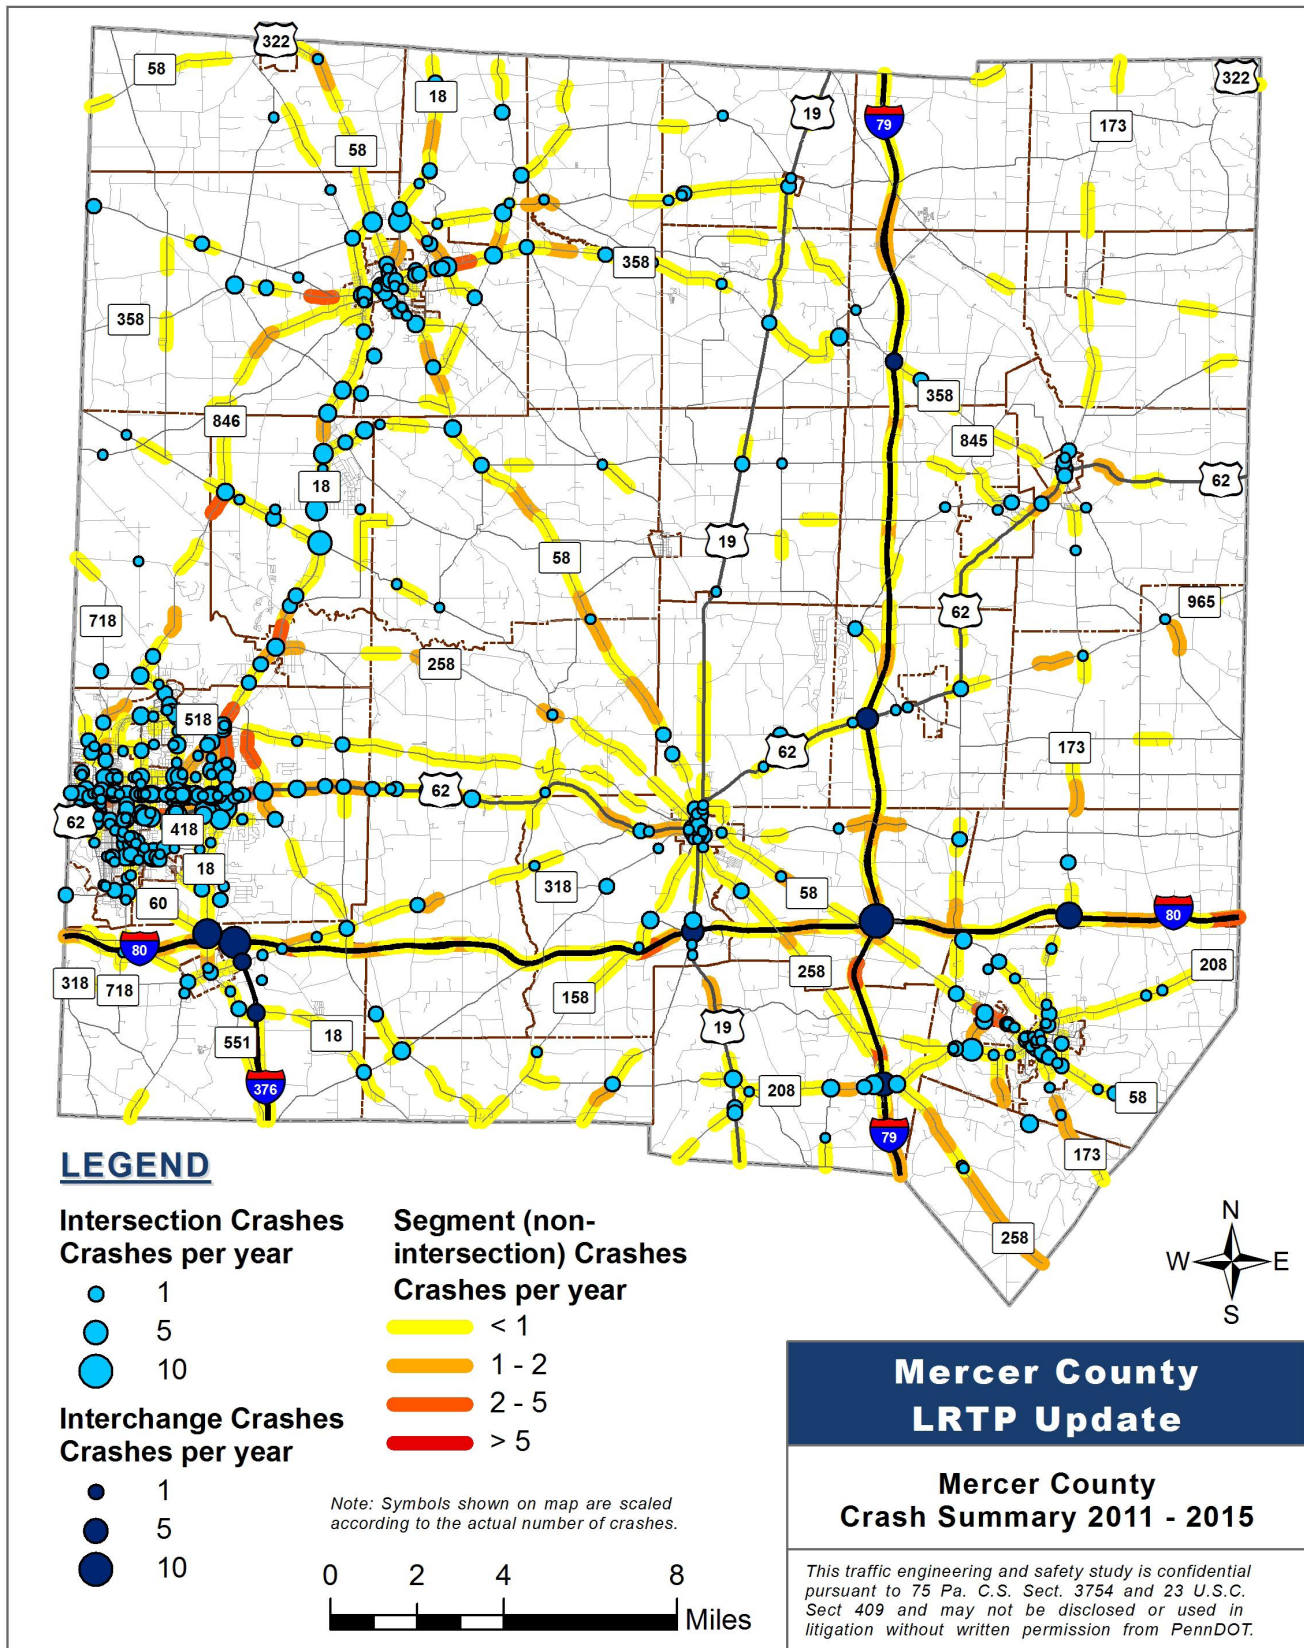 322
58
18
19
79
322
173
58
358
358
846
358
845
18
62
19
58
62
965
718
258
518
173
62
62
62
418
18
318
58
60
80
80
208
258
318
718
158
19
18
551
376
208
58
79
173
258
LEGEND
Intersection Crashes
Crashes per year
1
5
10
Interchange Crashes
Crashes per year
1
5
10
Segment (non-
intersection) Crashes
Crashes per year
< 1
1 - 2
2 - 5
> 5
Note: Symbols shown on map are scaled
according to the actual number of crashes.
0 2 4 8
Miles
N
W E
S
Mercer County
LRTP Update
Mercer County
Crash Summary 2011 - 2015
This traffic engineering and safety study is confidential
pursuant to 75 Pa. C.S. Sect. 3754 and 23 U.S.C.
Sect 409 and may not be disclosed or used in
litigation without written permission from PennDOT.